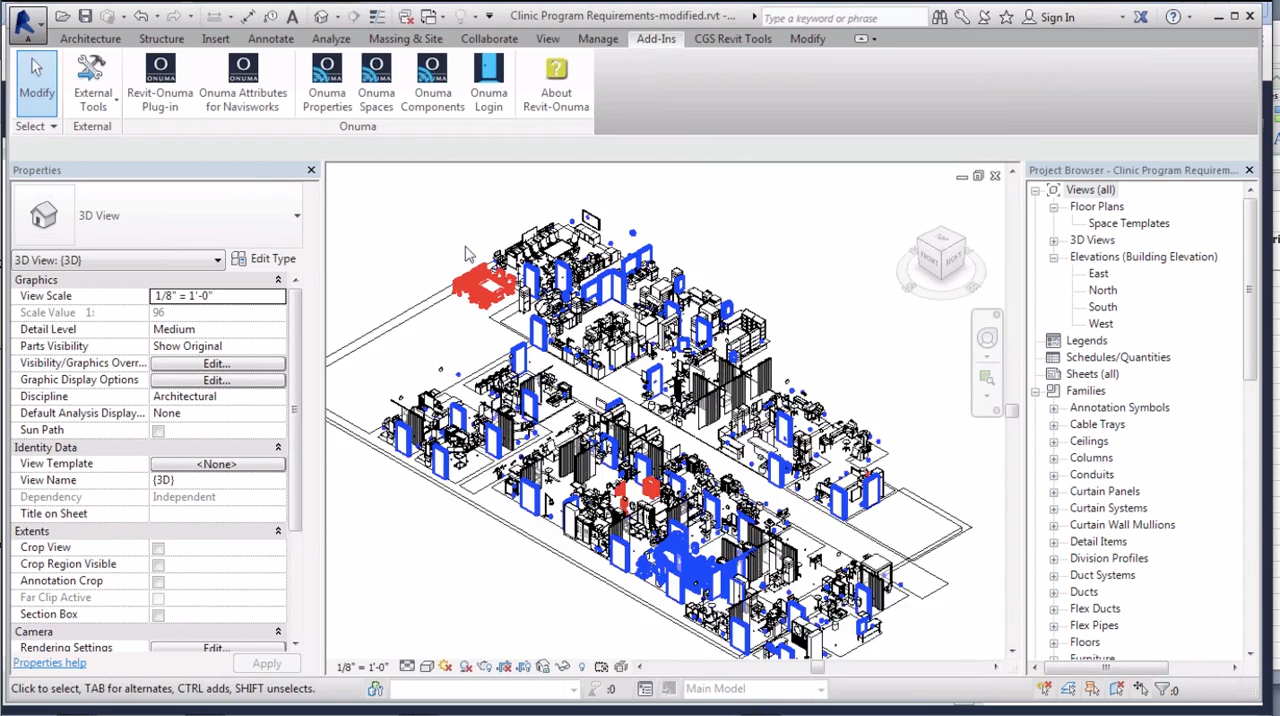 Clinic Program Requirements-modified.rvt -...
Type a keyword or phrase
Sign In
Architecture Structure Insert Annotate Analyze Massing & Site Collaborate View Manage Add-Ins CGS Revit Tools Modify
Modify
External
Tools
Revit-Onuma
Plug-in
Onuma Attributes
for Navisworks
Onuma
Properties
Onuma
Spaces
Onuma
Components
Onuma
Login
About
Revit-Onuma
Select External Onuma
Properties
3D View
3D View: {3D} Edit Type
Graphics
View Scale 1/8" = 1'-0"
Scale Value 1: 96
Detail Level Medium
Parts Visibility Show Original
Visibility/Graphics Overr... Edit...
Graphic Display Options Edit...
Discipline Architectural
Default Analysis Display... None
Sun Path
Identity Data
View Template <None>
View Name {3D}
Dependency Independent
Title on Sheet
Extents
Crop View
Crop Region Visible
Annotation Crop
Far Clip Active
Section Box
Camera
Rendering Settings Edit...
Properties help Apply
TOP
FRONT
1/8" = 1'-0"
Project Browser - Clinic Program Requirem...
Views (all)
Floor Plans
Space Templates
3D Views
Elevations (Building Elevation)
East
North
South
West
Legends
Schedules/Quantities
Sheets (all)
Families
Annotation Symbols
Cable Trays
Ceilings
Columns
Conduits
Curtain Panels
Curtain Systems
Curtain Wall Mullions
Detail Items
Division Profiles
Duct Systems
Ducts
Flex Ducts
Flex Pipes
Floors
Furniture
Click to select, TAB for alternates, CTRL adds, SHIFT unselects. :0 Main Model :0